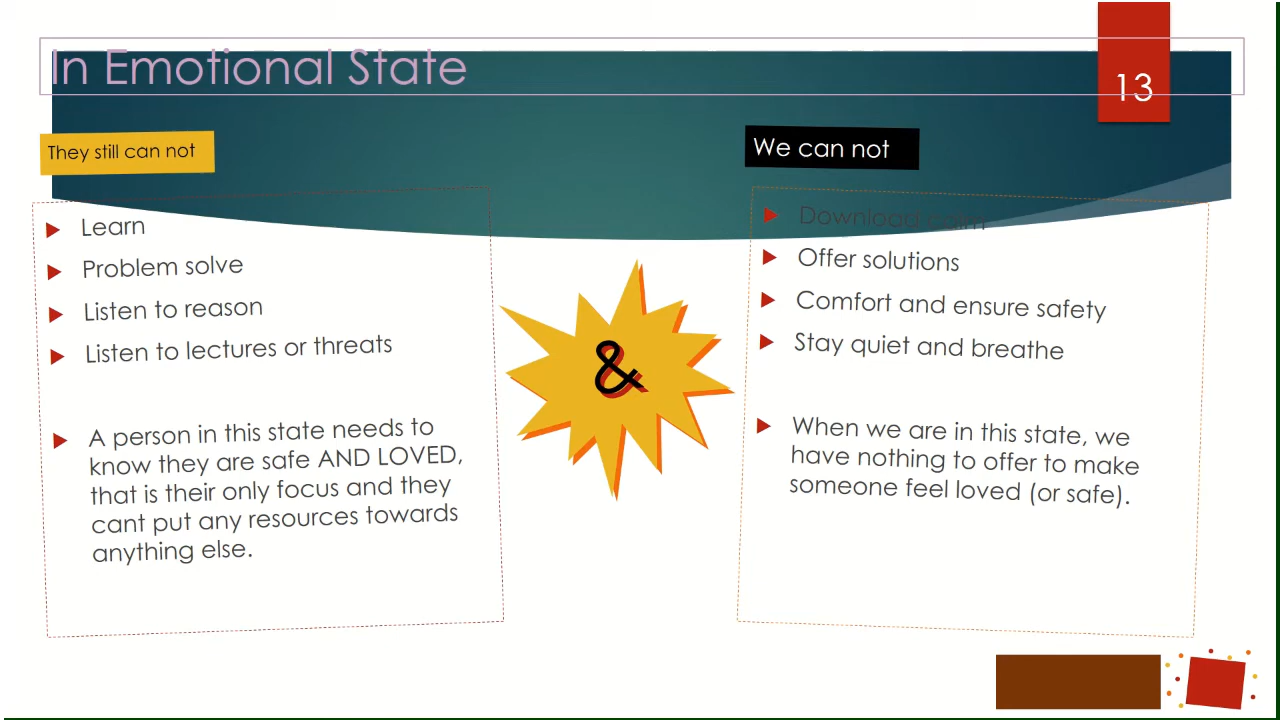 In Emotional State
13
They still can not
Learn
Problem solve
Listen to reason
Listen to lectures or threats
A person in this state needs to
know they are safe AND LOVED,
that is their only focus and they
cant put any resources towards
anything else.
&
We can not
Download calm
Offer solutions
Comfort and ensure safety
Stay quiet and breathe
When we are in this state, we
have nothing to offer to make
someone feel loved (or safe).